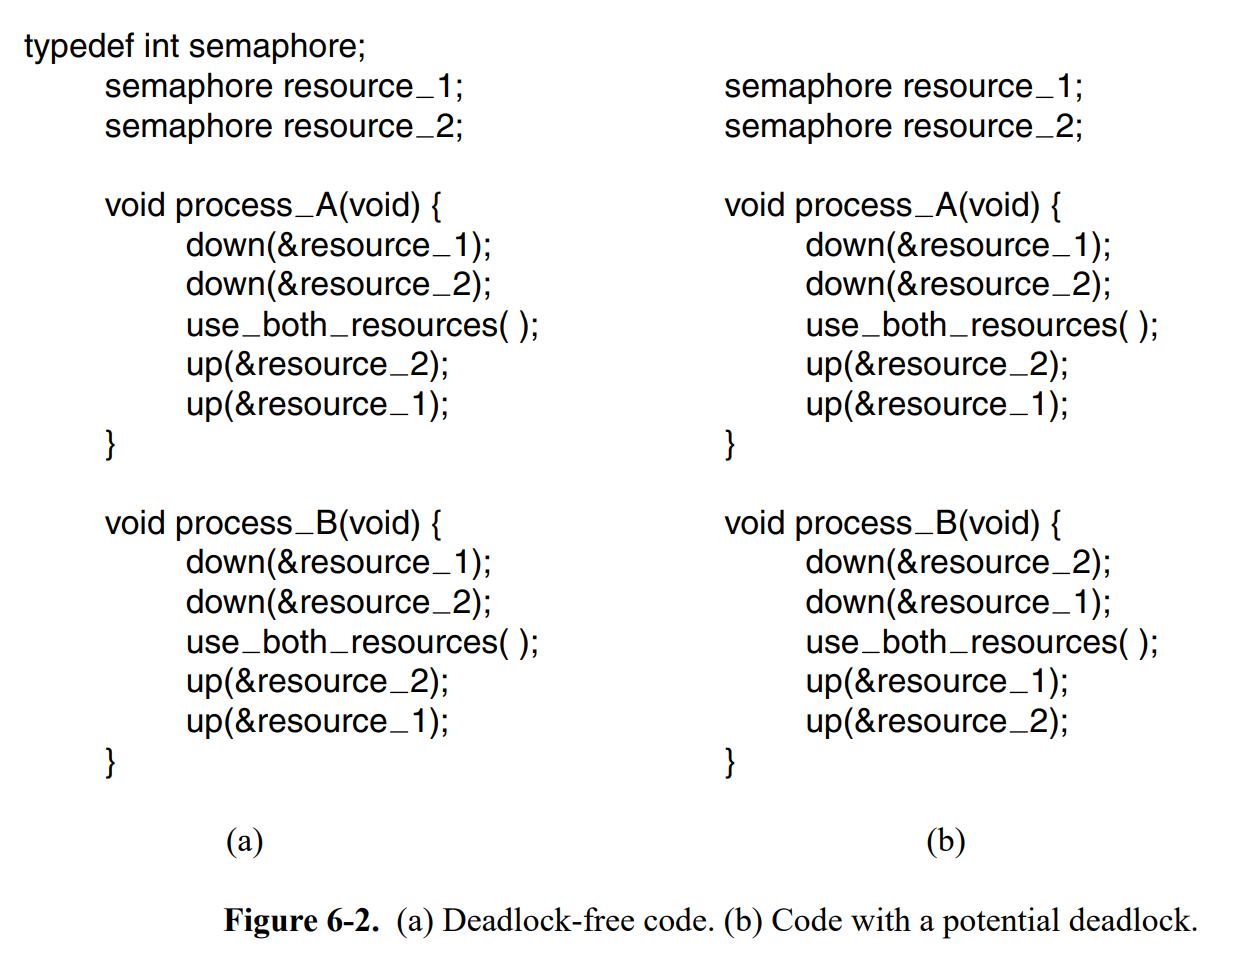 typedef int semaphore;
semaphore resource_1;
semaphore resource_2;
void process_A(void) {
down(&resource_1);
down(&resource_2);
use_both_resources( );
up(&resource_2);
up(&resource_1);
}
void process_B(void) {
down(&resource_1);
down(&resource_2);
use_both_resources( );
up(&resource_2);
up(&resource_1);
}
(a)
semaphore resource_1;
semaphore resource_2;
void process_A(void) {
down(&resource_1);
down(&resource_2);
use_both_resources( );
up(&resource_2);
up(&resource_1);
}
void process_B(void) {
down(&resource_2);
down(&resource_1);
use_both_resources( );
up(&resource_1);
up(&resource_2);
}
(b)
Figure 6-2. (a) Deadlock-free code. (b) Code with a potential deadlock.